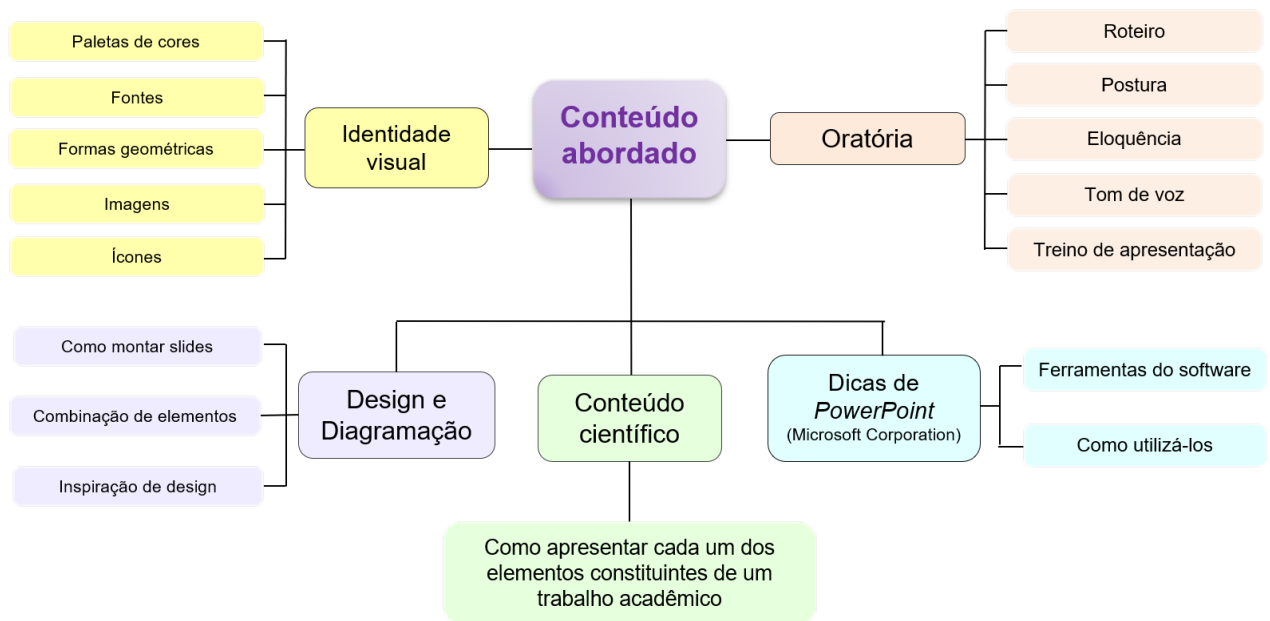 Conteúdo
abordado
Identidade
visual
Paletas de cores
Fontes
Formas geométricas
Imagens
Ícones
Oratória
Roteiro
Postura
Eloquência
Tom de voz
Treino de apresentação
Design e
Diagramação
Como montar slides
Combinação de elementos
Inspiração de design
Conteúdo
científico
Como apresentar cada um dos
elementos constituintes de um
trabalho acadêmico
Dicas de
PowerPoint
(Microsoft Corporation)
Ferramentas do software
Como utilizá-los